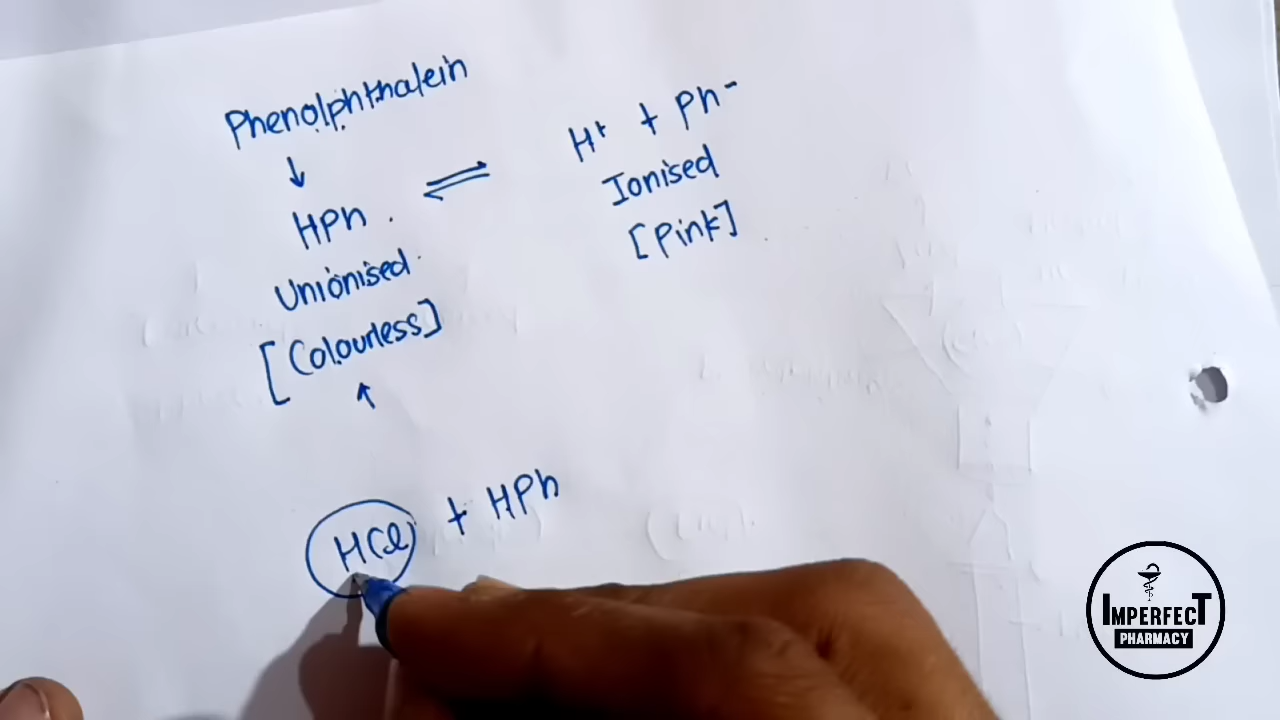 Phenolphthalein
↓
HPh ⇌ H⁺ + Ph⁻
Unionised Ionised
[Colourless] [Pink]
↑
HCl + HPh
IMPERFECT
PHARMACY